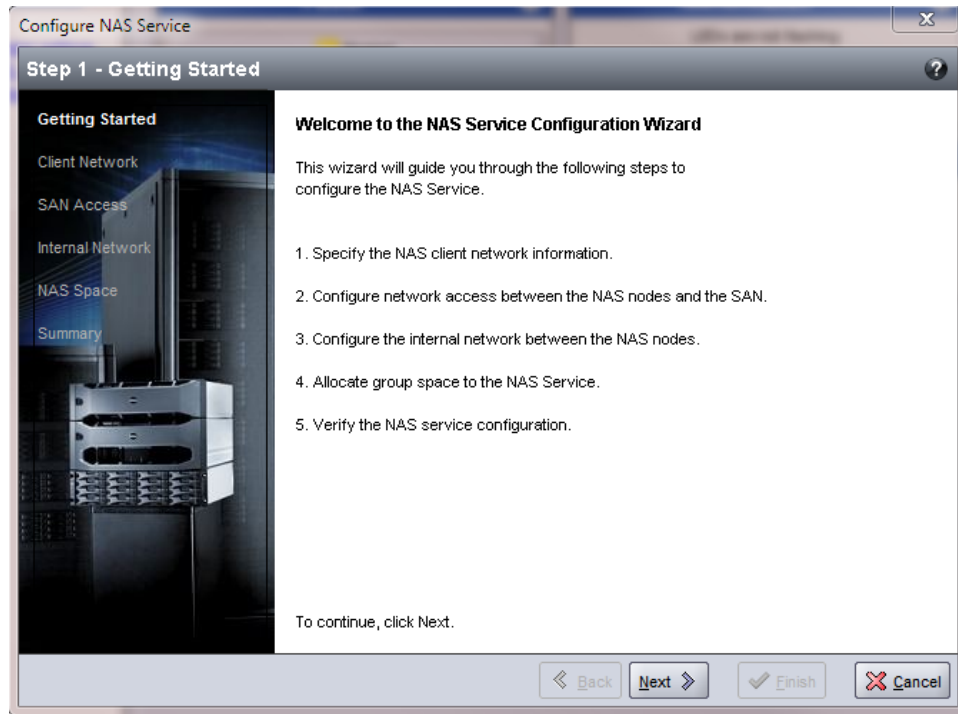 Configure NAS Service
Step 1 - Getting Started
Getting Started
Client Network
SAN Access
Internal Network
NAS Space
Summary
Welcome to the NAS Service Configuration Wizard
This wizard will guide you through the following steps to
configure the NAS Service.
1. Specify the NAS client network information.
2. Configure network access between the NAS nodes and the SAN.
3. Configure the internal network between the NAS nodes.
4. Allocate group space to the NAS Service.
5. Verify the NAS service configuration.
To continue, click Next.
Back Next Finish Cancel